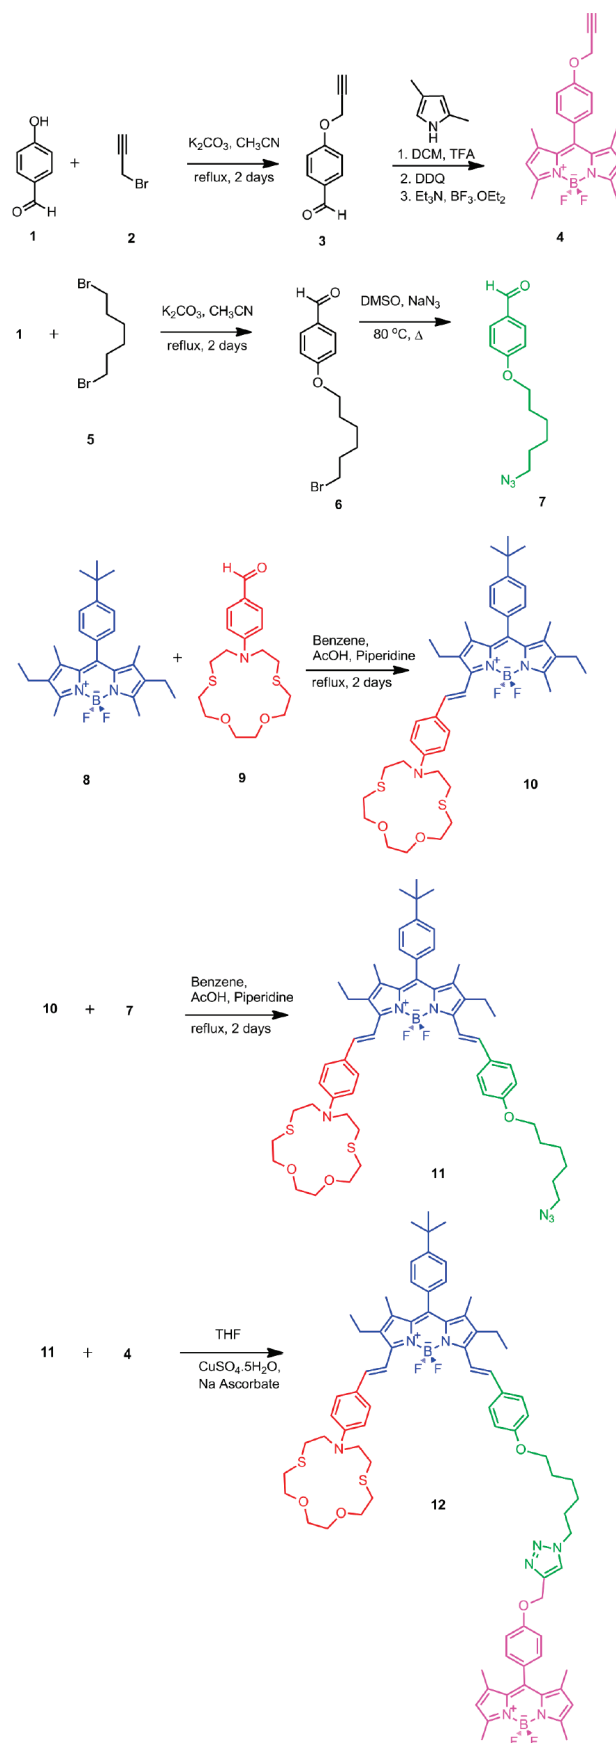 O
OH
O
H
1
+
Br
2
K2CO3, CH3CN
reflux, 2 days
O
O
H
3
N
H
1. DCM, TFA
2. DDQ
3. Et3N, BF3.OEt2
O
N+
B−
N
F
F
4
1
+
Br
Br
5
K2CO3, CH3CN
reflux, 2 days
H
O
O
Br
6
DMSO, NaN3
80 ºC, Δ
H
O
O
N3
7
N+
B−
N
F
F
8
+
H
O
N
S
S
O
O
9
Benzene,
AcOH, Piperidine
reflux, 2 days
N+
B−
N
F
F
N
S
S
O
O
10
10 + 7
Benzene,
AcOH, Piperidine
reflux, 2 days
N+
B−
N
F
F
N
S
S
O
O
O
N3
11
11 + 4
THF
CuSO4.5H2O,
Na Ascorbate
N+
B−
N
F
F
N
S
S
O
O
O
12
N
N
N
O
N+
B−
N
F
F